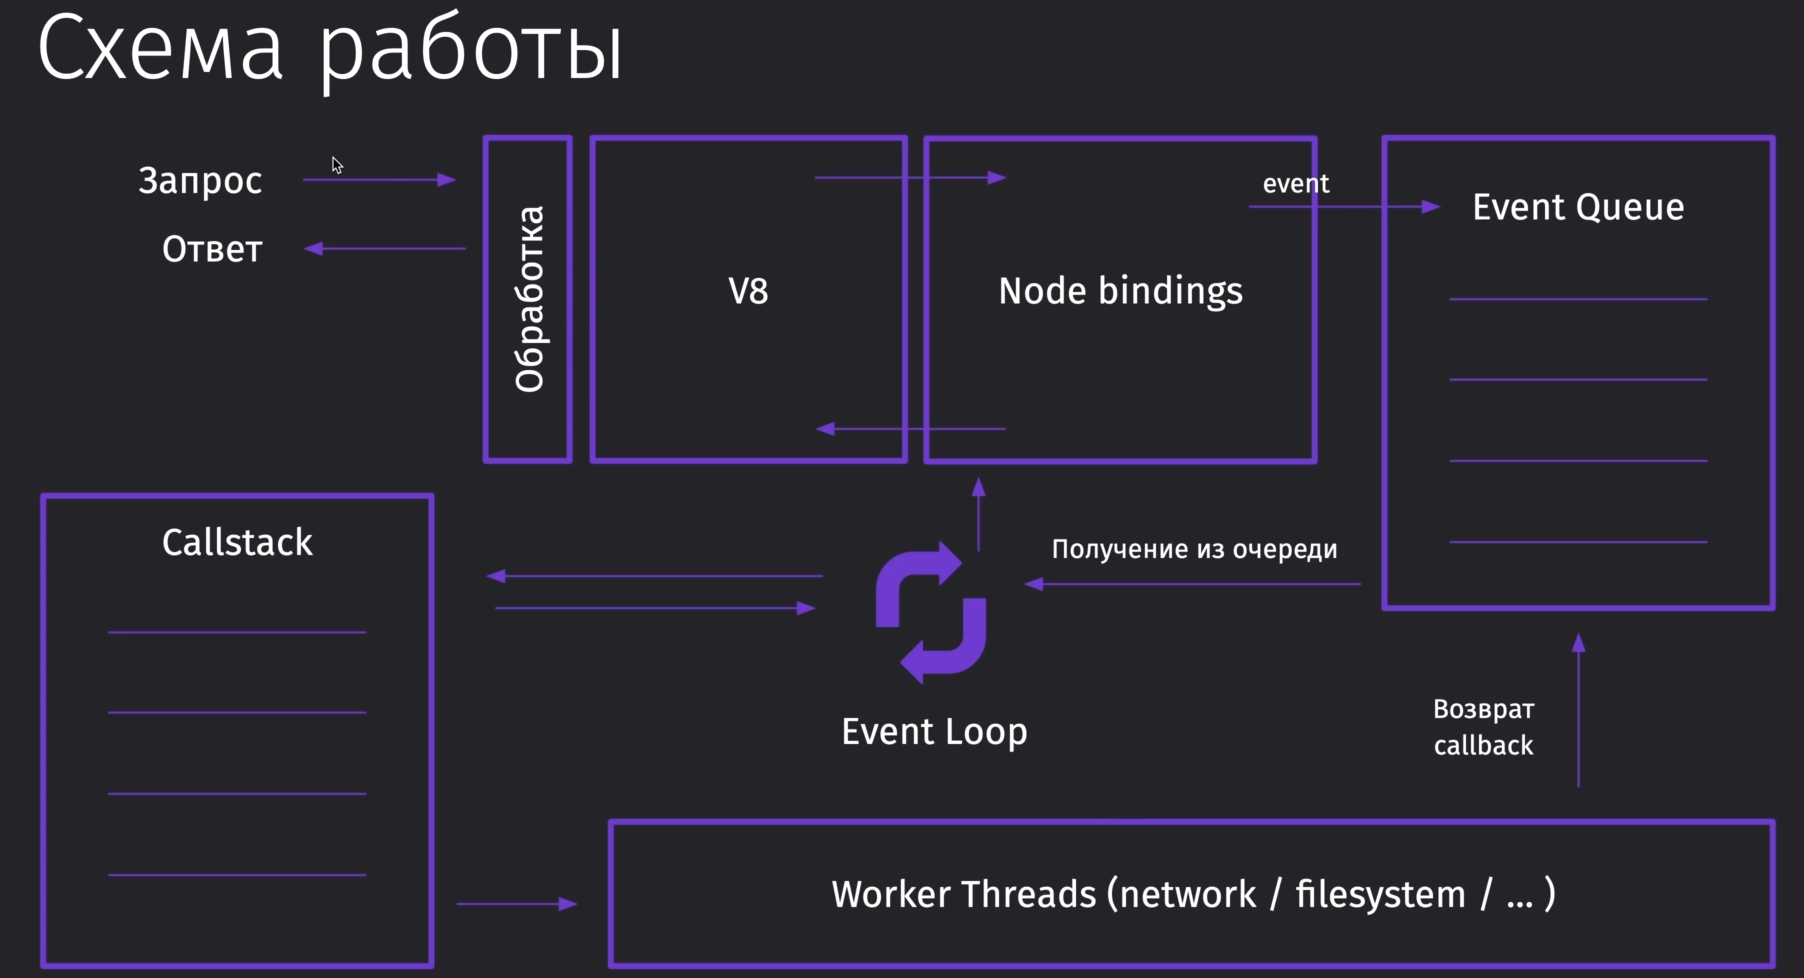 Схема работы
Запрос
Ответ
Обработка
V8
Node bindings
event
Event Queue
Callstack
Получение из очереди
Event Loop
Возврат
callback
Worker Threads (network / filesystem / ... )